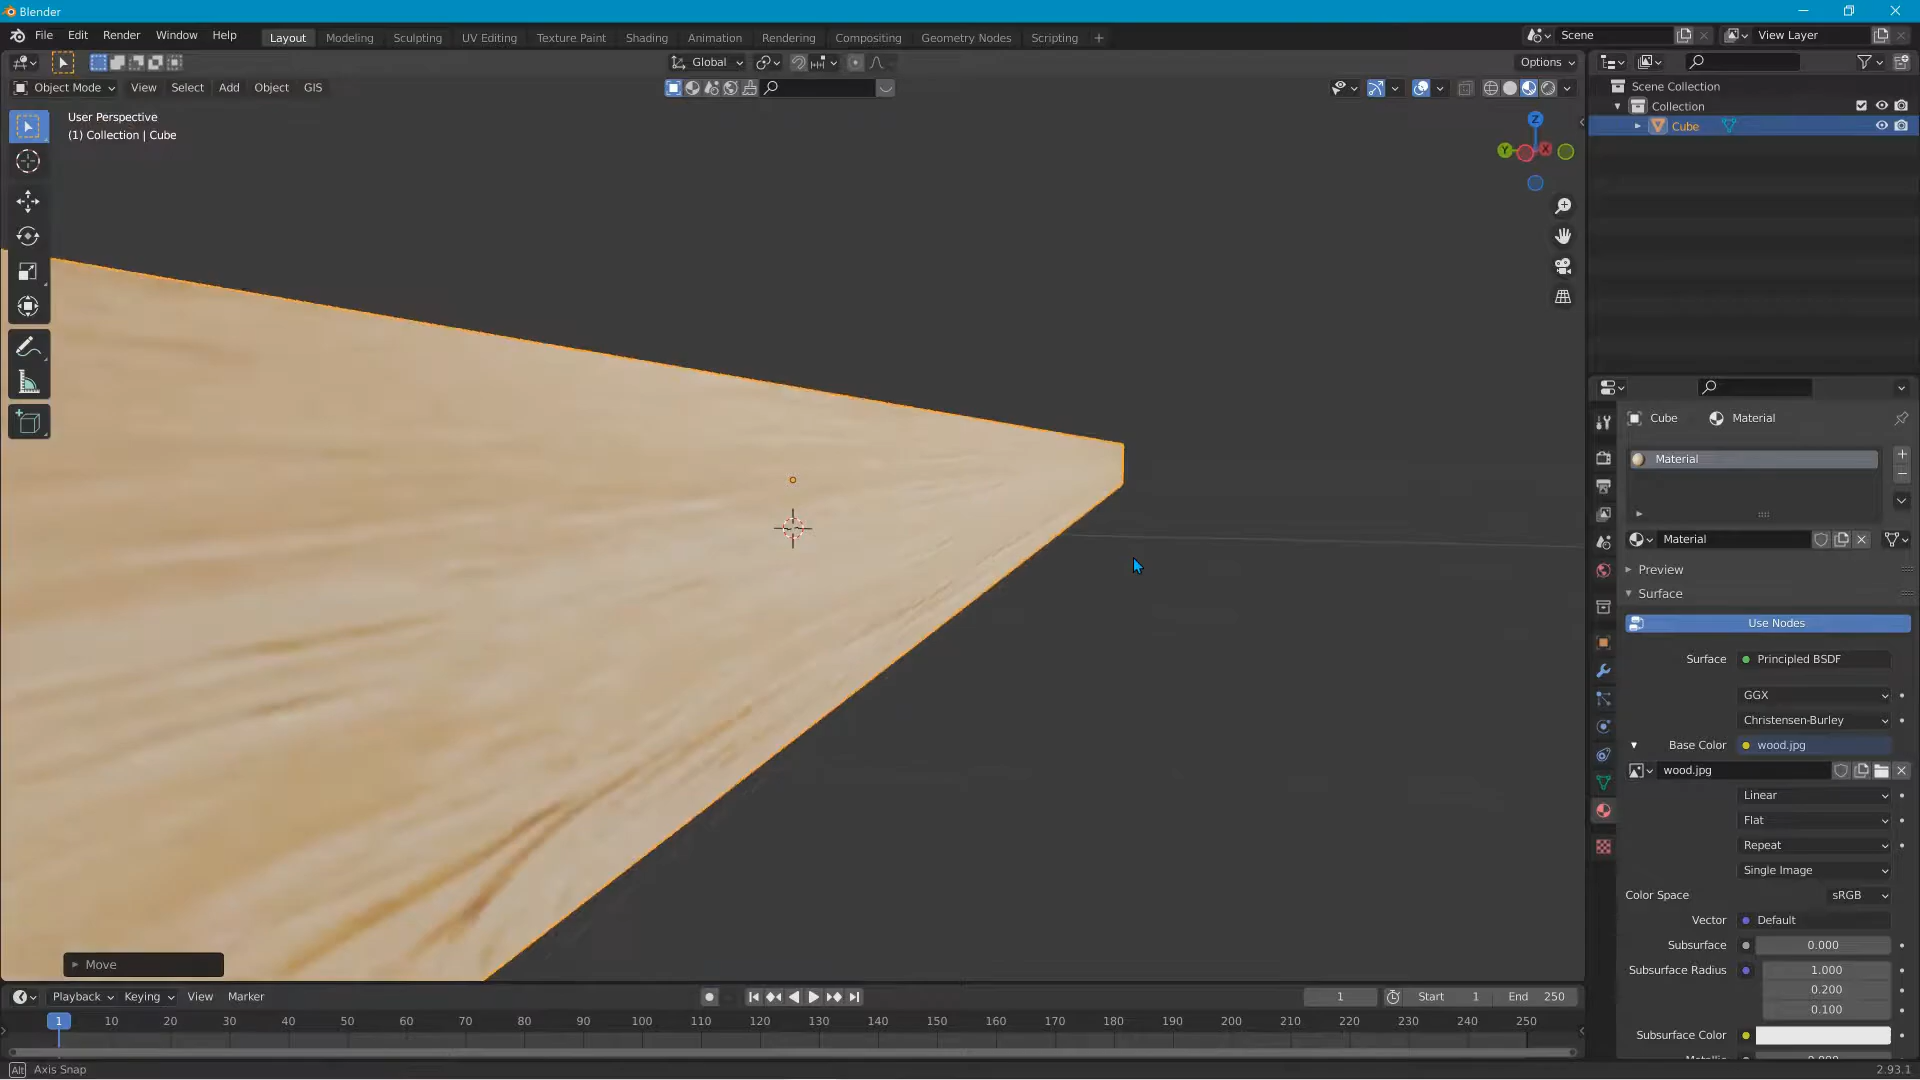 Blender
File Edit Render Window Help
Layout Modeling Sculpting UV Editing Texture Paint Shading Animation Rendering Compositing Geometry Nodes Scripting +
Scene
View Layer
Global
Options
Object Mode View Select Add Object GIS
User Perspective
(1) Collection | Cube
Z
Y
X
Scene Collection
Collection
Cube
Cube Material
Material
Material
Preview
Surface
Use Nodes
Surface Principled BSDF
GGX
Christensen-Burley
Base Color wood.jpg
wood.jpg
Linear
Flat
Repeat
Single Image
Color Space sRGB
Vector Default
Subsurface 0.000
Subsurface Radius 1.000
0.200
0.100
Subsurface Color
Move
Playback Keying View Marker
1 Start 1 End 250
1 10 20 30 40 50 60 70 80 90 100 110 120 130 140 150 160 170 180 190 200 210 220 230 240 250
Alt Axis Snap
2.93.1